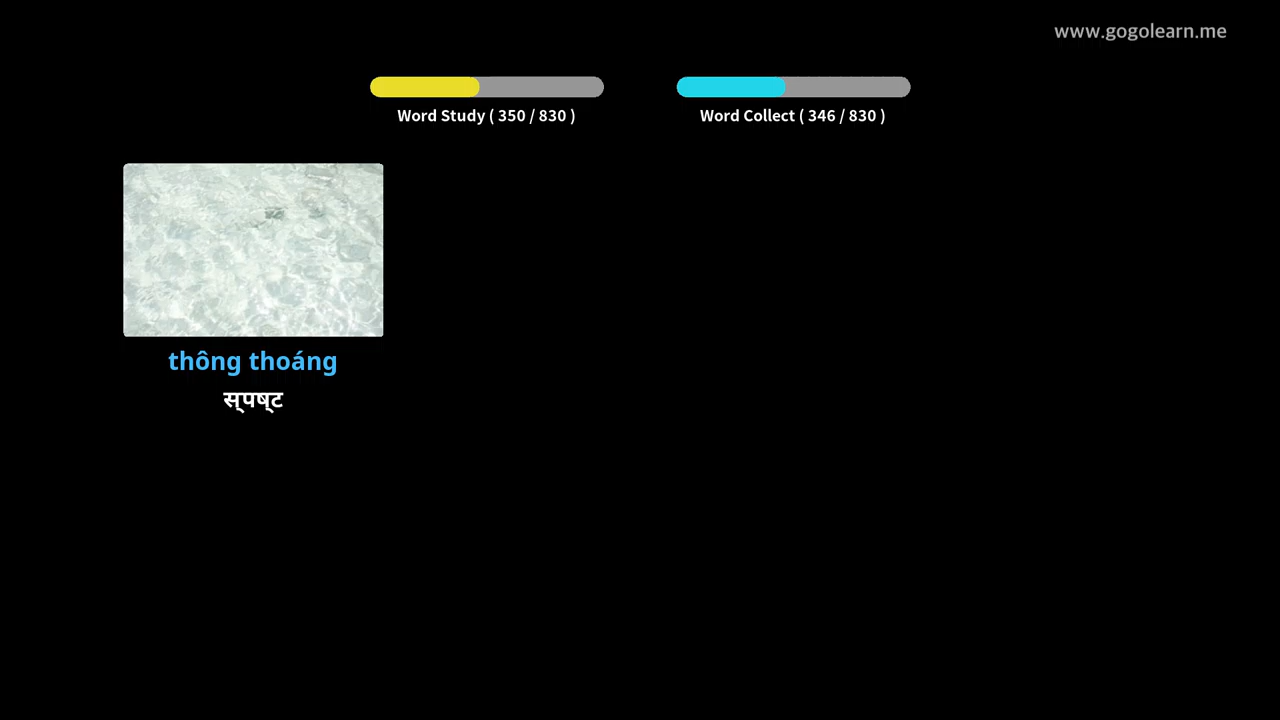 www.gogolearn.me
Word Study ( 350 / 830 )
Word Collect ( 346 / 830 )
thông thoáng
स्पष्ट